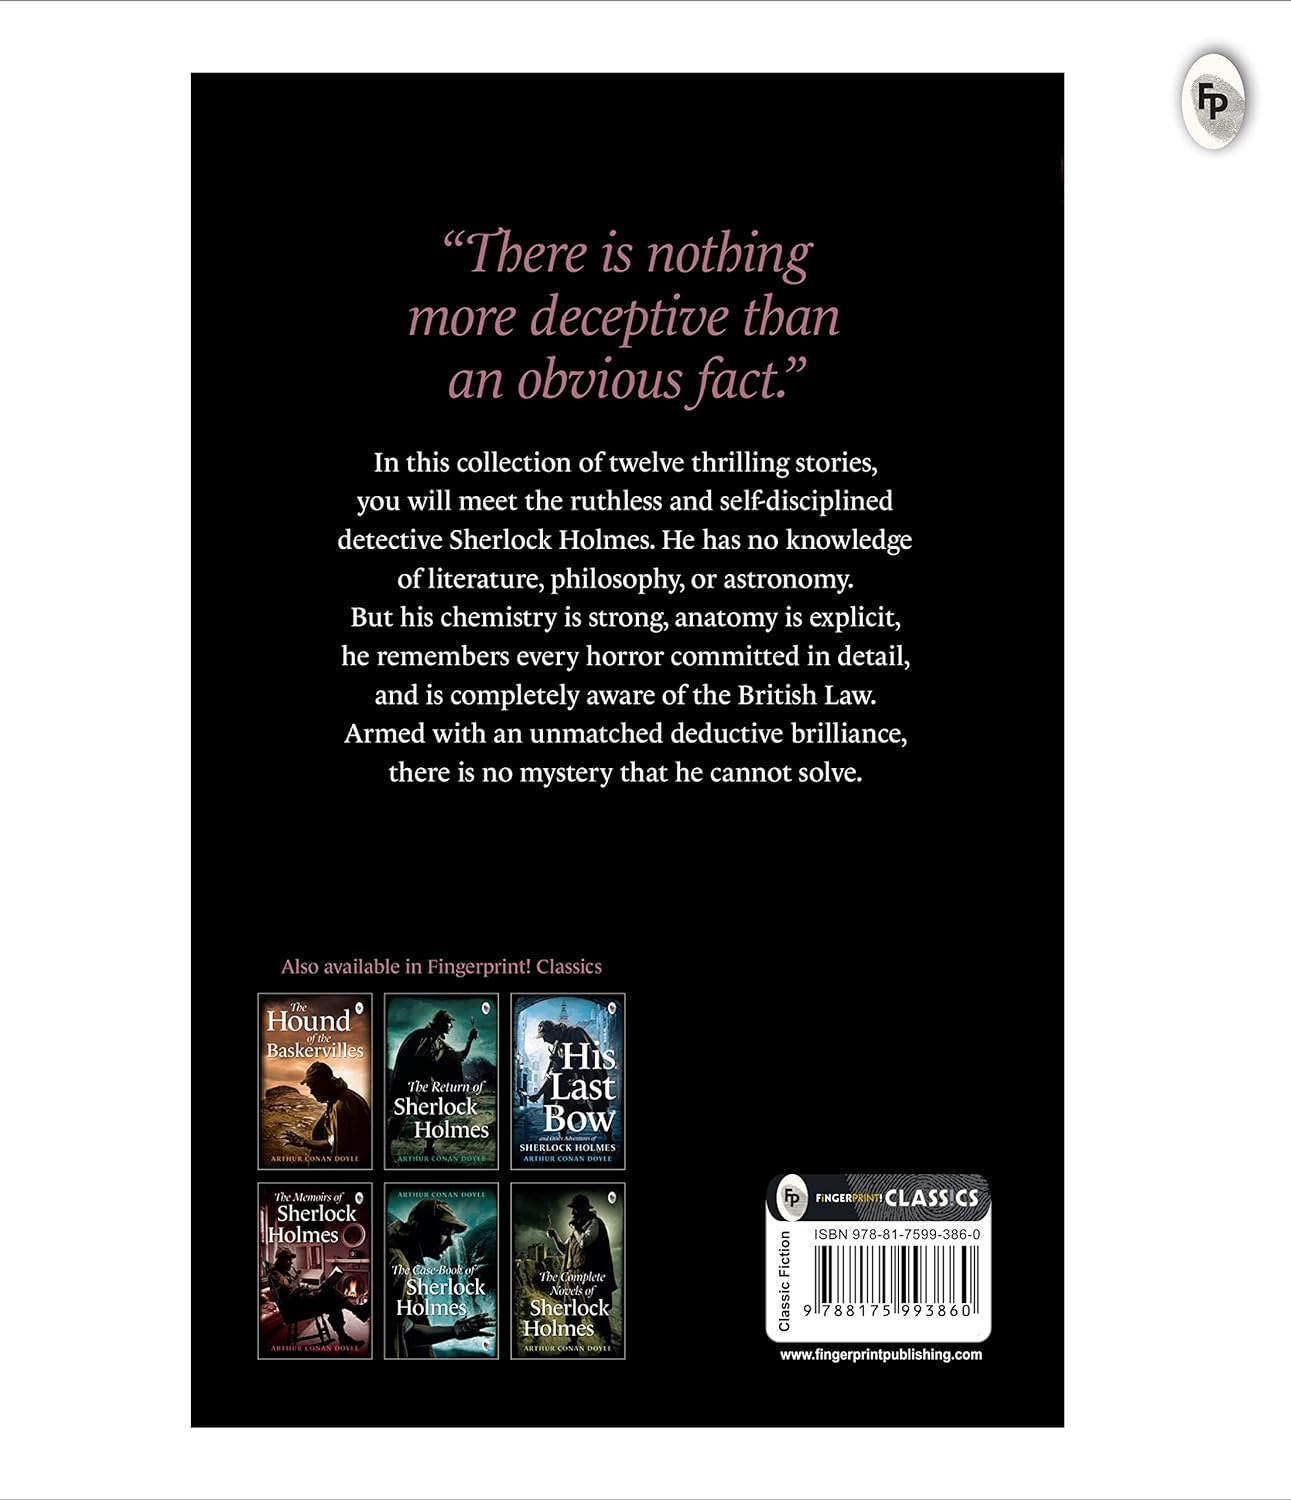 FP
“There is nothing
more deceptive than
an obvious fact.”
In this collection of twelve thrilling stories,
you will meet the ruthless and self-disciplined
detective Sherlock Holmes. He has no knowledge
of literature, philosophy, or astronomy.
But his chemistry is strong, anatomy is explicit,
he remembers every horror committed in detail,
and is completely aware of the British Law.
Armed with an unmatched deductive brilliance,
there is no mystery that he cannot solve.
Also available in Fingerprint! Classics
The
Hound
of the
Baskervilles
ARTHUR CONAN DOYLE
The Return of
Sherlock
Holmes
ARTHUR CONAN DOYLE
His
Last
Bow
and Other Adventures of
SHERLOCK HOLMES
ARTHUR CONAN DOYLE
The Memoirs of
Sherlock
Holmes
ARTHUR CONAN DOYLE
ARTHUR CONAN DOYLE
The Case-Book of
Sherlock
Holmes
The Complete
Novels of
Sherlock
Holmes
ARTHUR CONAN DOYLE
FP FiNGERPRINT! CLASSICS
Classic Fiction
ISBN 978-81-7599-386-0
9 788175 993860
www.fingerprintpublishing.com